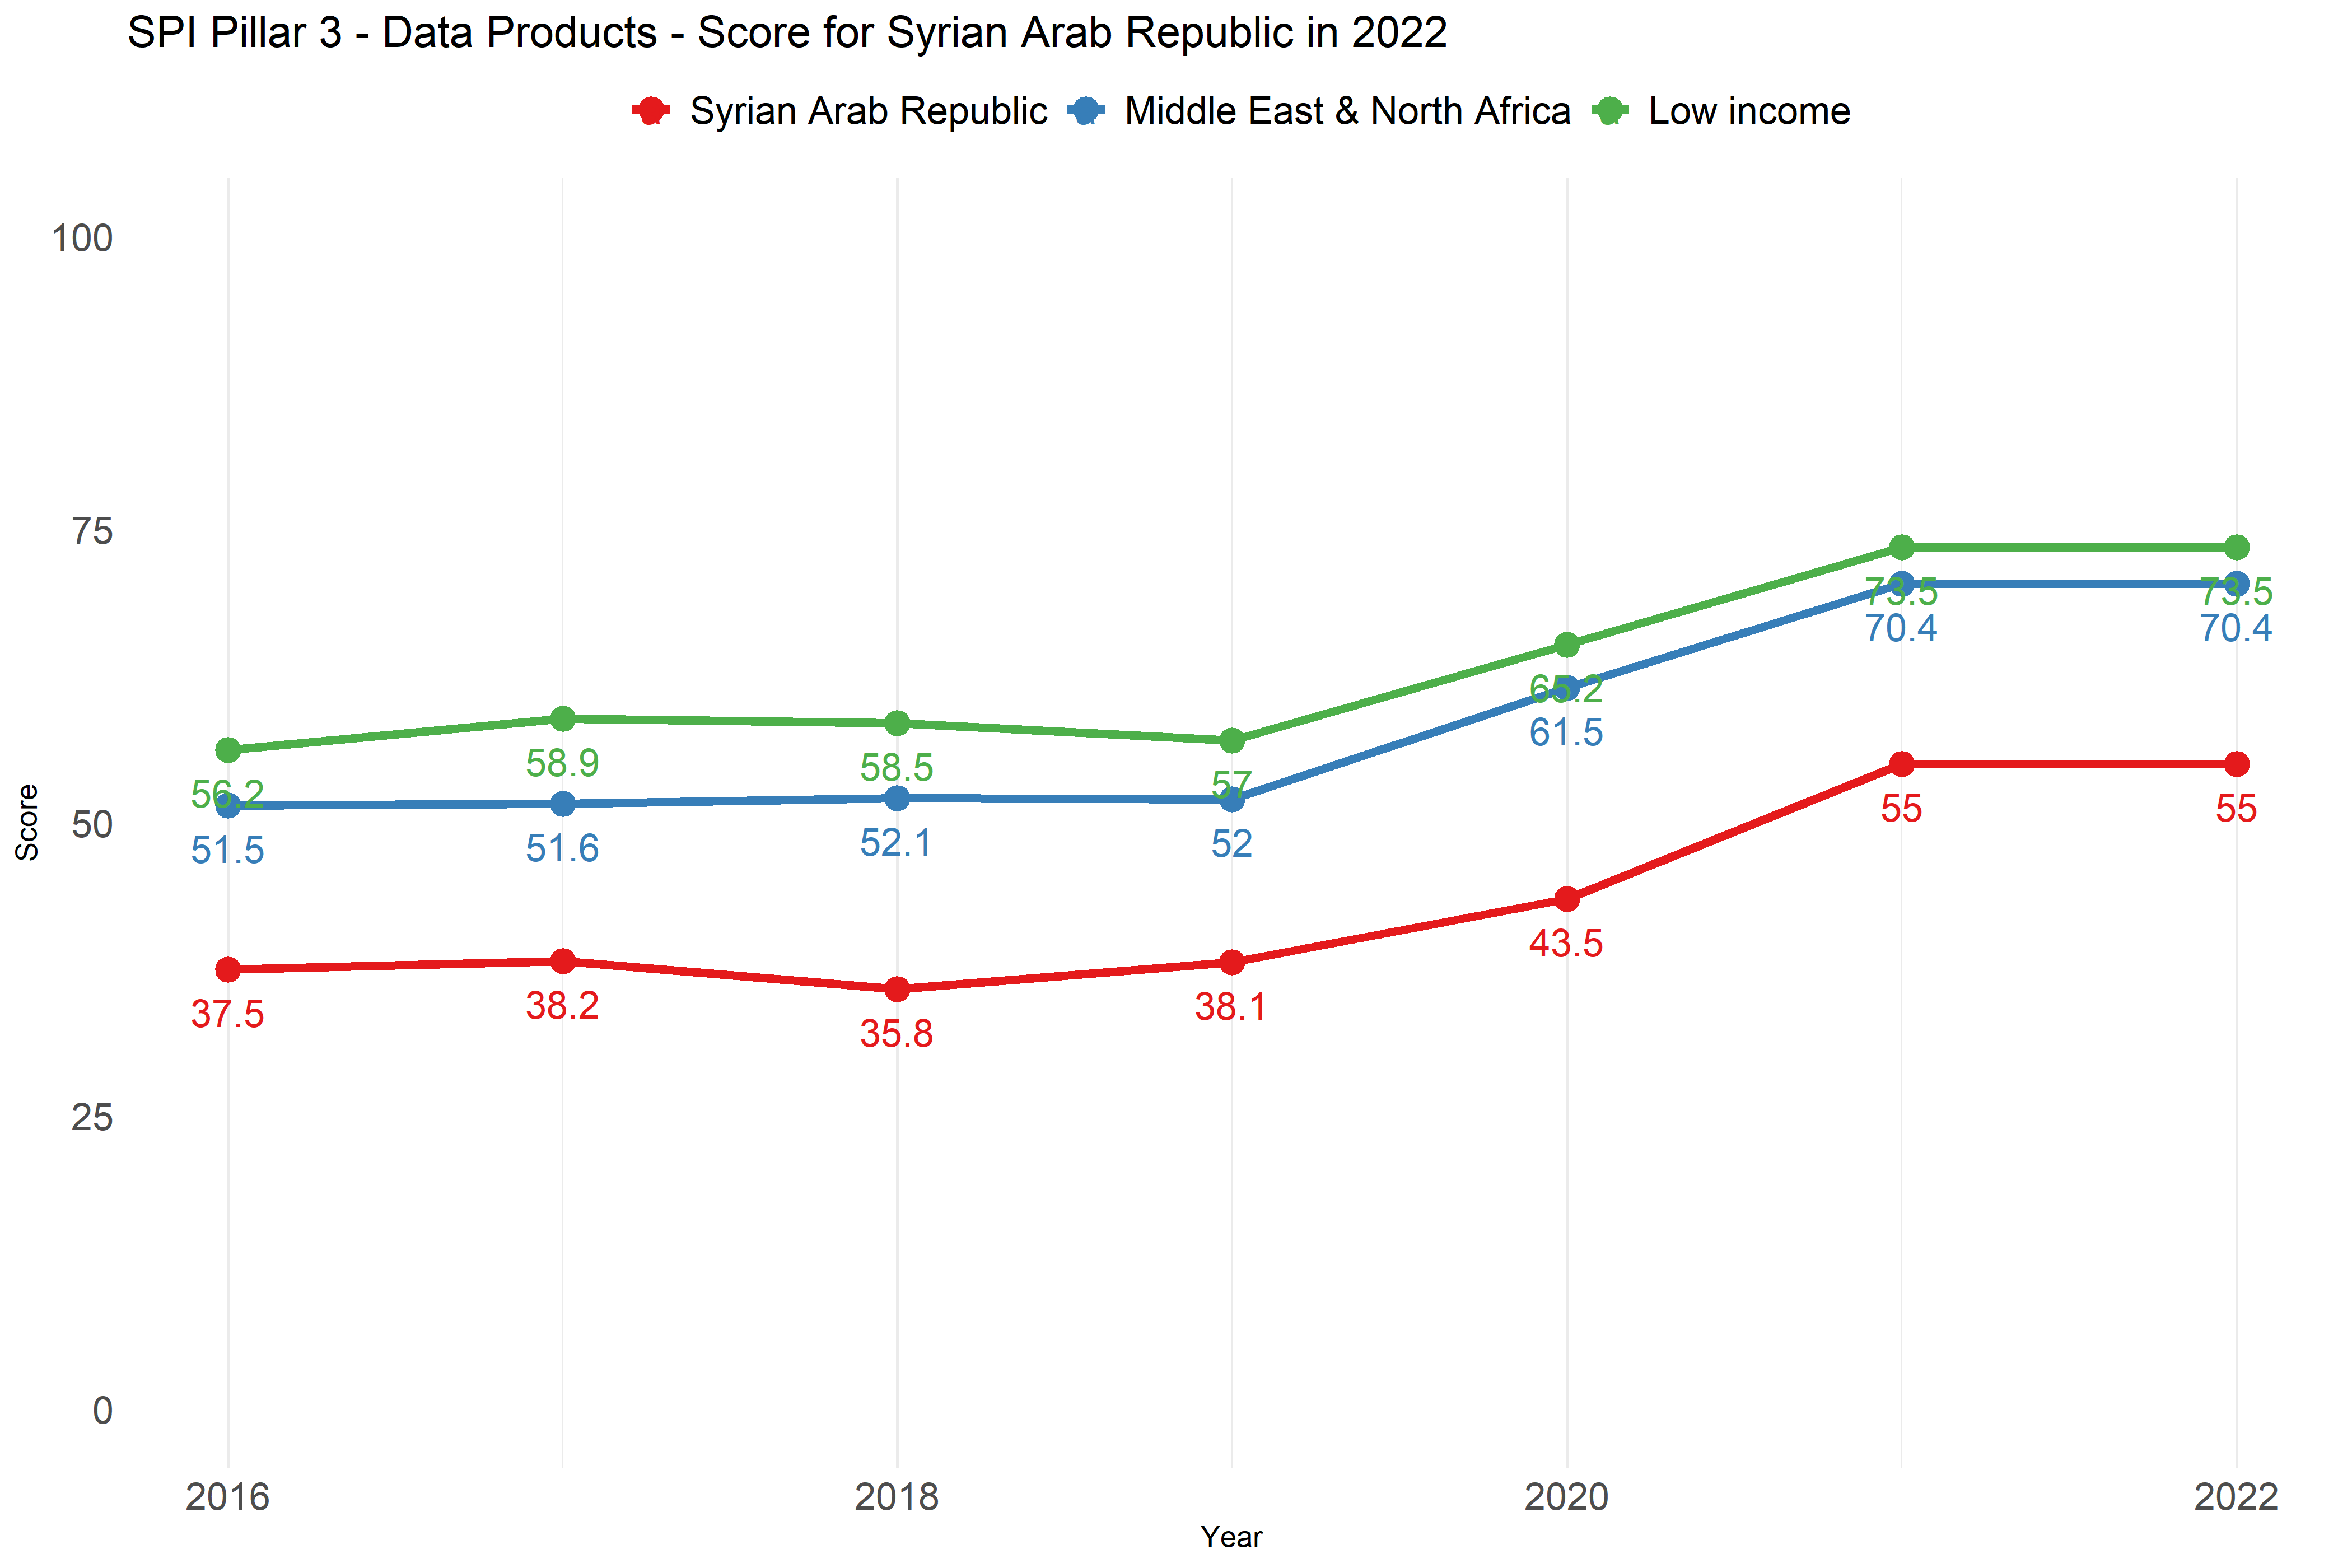 SPI Pillar 3 - Data Products - Score for Syrian Arab Republic in 2022
Syrian Arab Republic Middle East & North Africa Low income
100
75
50
25
0
Score
73.5 73.5
70.4 70.4
65.2
61.5
58.9 58.5 57
56.2
51.5 51.6 52.1 52
55 55
43.5
37.5 38.2 35.8 38.1
2016 2018 2020 2022
Year